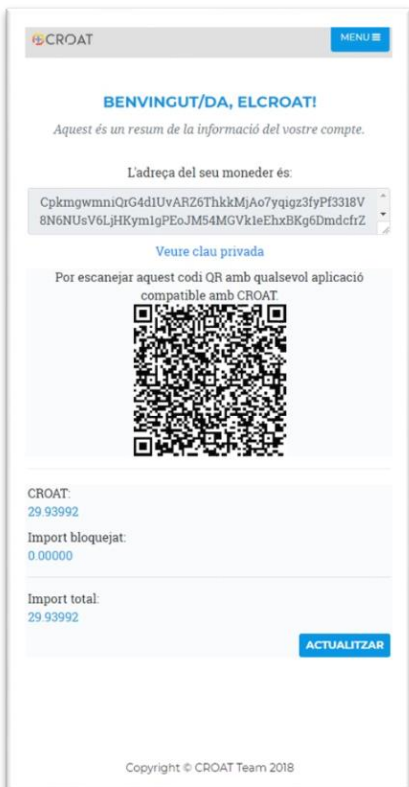 CROAT
MENU
BENVINGUT/DA, ELCROAT!
Aquest és un resum de la informació del vostre compte.
L'adreça del seu moneder és:
CpkmgwmniQrG4d1UvARZ6ThkkMjAo7yqigz3fyPf3318V
8N6NUsV6LjHKym1gPEoJM54MGVk1eEhxBKg6DmdcfrZ
Veure clau privada
Por escanejar aquest codi QR amb qualsevol aplicació
compatible amb CROAT.
CROAT:
29.93992
Import bloquejat:
0.00000
Import total:
29.93992
ACTUALITZAR
Copyright © CROAT Team 2018